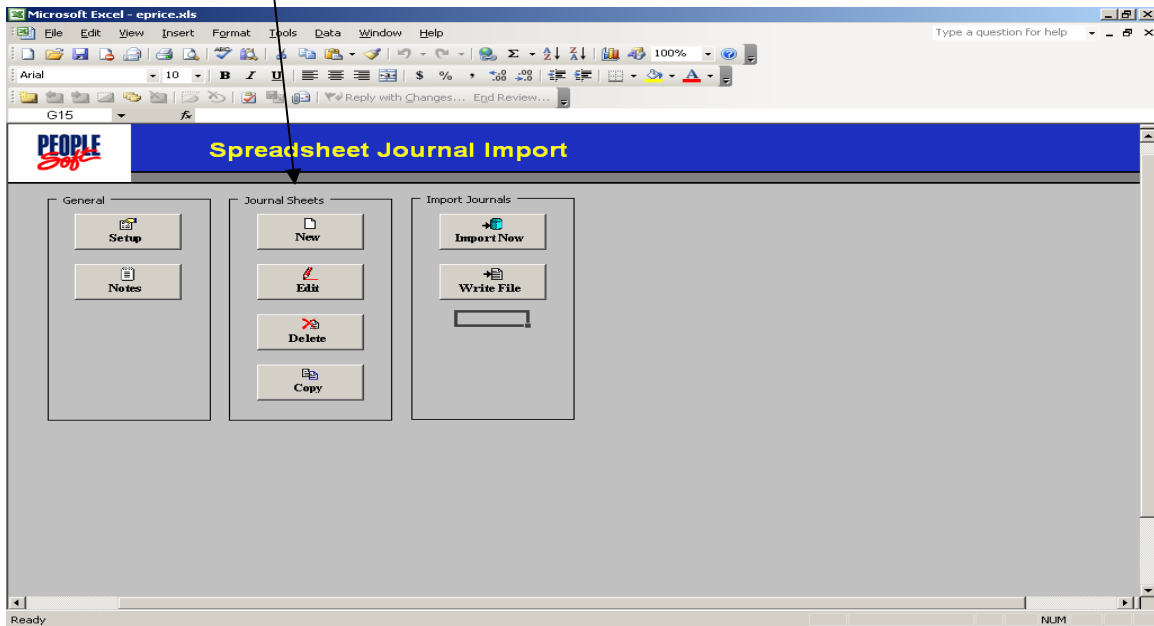 Microsoft Excel - eprice.xls
File Edit View Insert Format Tools Data Window Help Type a question for help
100%
Arial 10 B I U $ % ,
Reply with Changes... End Review...
G15 fx
PEOPLE Soft Spreadsheet Journal Import
General Journal Sheets Import Journals
Setup New Import Now
Notes Edit Write File
Delete
Copy
Ready NUM